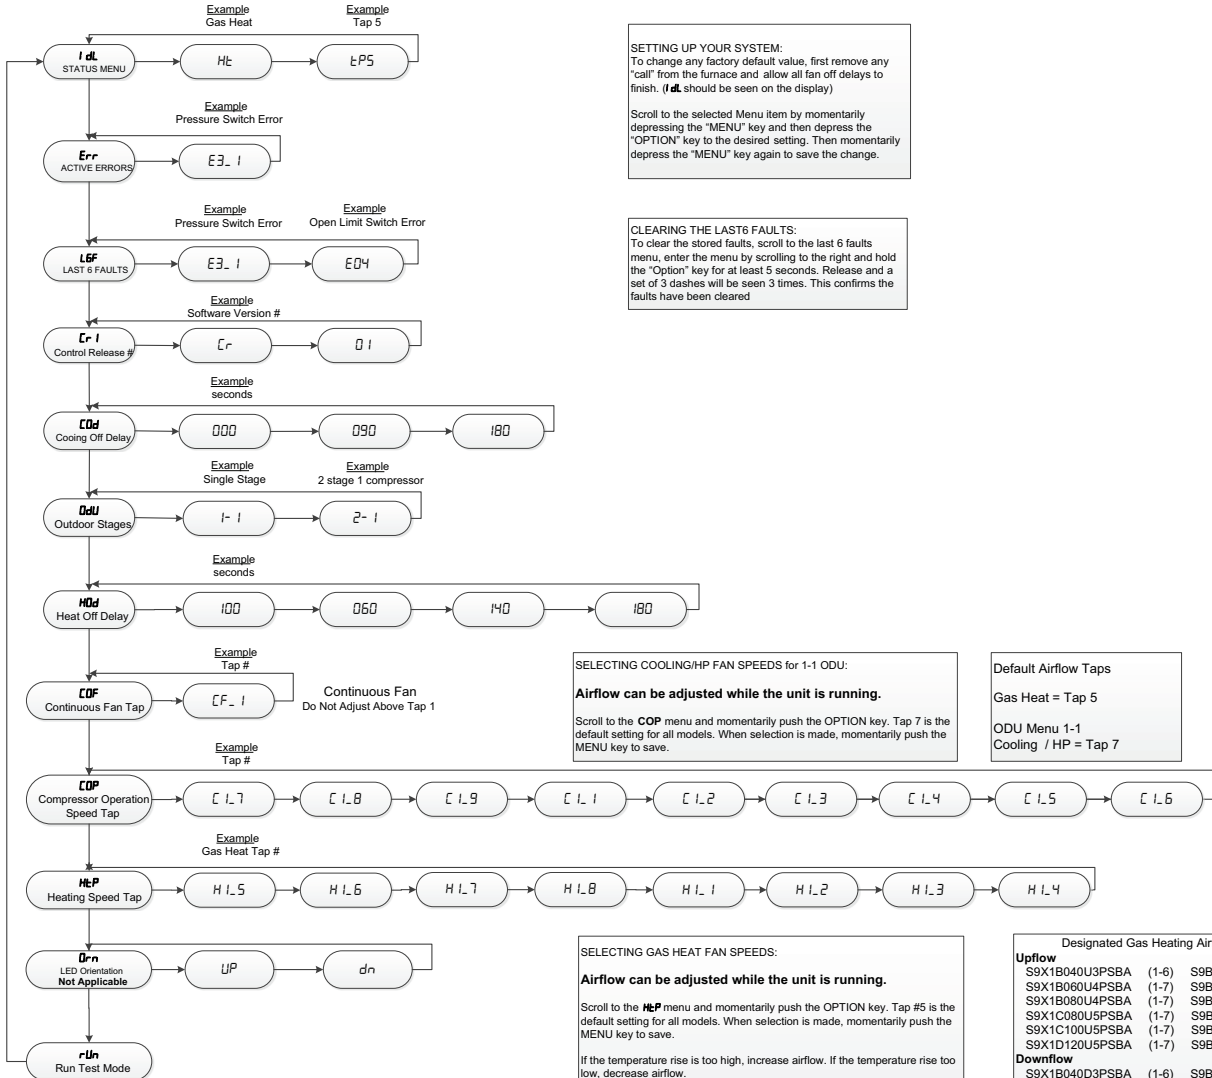 Example
Gas Heat
Example
Tap 5
IdL
STATUS MENU
Ht
tP5
SETTING UP YOUR SYSTEM:
To change any factory default value, first remove any
“call” from the furnace and allow all fan off delays to
finish. (IdL should be seen on the display)
Scroll to the selected Menu item by momentarily
depressing the “MENU” key and then depress the
“OPTION” key to the desired setting. Then momentarily
depress the “MENU” key again to save the change.
Example
Pressure Switch Error
Err
ACTIVE ERRORS
E3_1
Example
Pressure Switch Error
Example
Open Limit Switch Error
L6F
LAST 6 FAULTS
E3_1
E04
CLEARING THE LAST6 FAULTS:
To clear the stored faults, scroll to the last 6 faults
menu, enter the menu by scrolling to the right and hold
the “Option” key for at least 5 seconds. Release and a
set of 3 dashes will be seen 3 times. This confirms the
faults have been cleared
Example
Software Version #
Cr1
Control Release #
Cr
01
Example
seconds
COd
Cooing Off Delay
000
090
180
Example
Single Stage
Example
2 stage 1 compressor
OdU
Outdoor Stages
1-1
2-1
Example
seconds
HOd
Heat Off Delay
100
060
140
180
Example
Tap #
COF
Continuous Fan Tap
CF_1
Continuous Fan
Do Not Adjust Above Tap 1
SELECTING COOLING/HP FAN SPEEDS for 1-1 ODU:
Airflow can be adjusted while the unit is running.
Scroll to the COP menu and momentarily push the OPTION key. Tap 7 is the
default setting for all models. When selection is made, momentarily push the
MENU key to save.
Default Airflow Taps
Gas Heat = Tap 5
ODU Menu 1-1
Cooling / HP = Tap 7
Example
Tap #
COP
Compressor Operation
Speed Tap
C1_7
C1_8
C1_9
C1_1
C1_2
C1_3
C1_4
C1_5
C1_6
Example
Gas Heat Tap #
HtP
Heating Speed Tap
H1_5
H1_6
H1_7
H1_8
H1_1
H1_2
H1_3
H1_4
Orn
LED Orientation
Not Applicable
UP
dn
rUn
Run Test Mode
SELECTING GAS HEAT FAN SPEEDS:
Airflow can be adjusted while the unit is running.
Scroll to the HtP menu and momentarily push the OPTION key. Tap #5 is the
default setting for all models. When selection is made, momentarily push the
MENU key to save.
If the temperature rise is too high, increase airflow. If the temperature rise too
low, decrease airflow.
Designated Gas Heating Air
Upflow
S9X1B040U3PSBA (1-6) S9B
S9X1B060U4PSBA (1-7) S9B
S9X1B080U4PSBA (1-7) S9B
S9X1C080U5PSBA (1-7) S9B
S9X1C100U5PSBA (1-7) S9B
S9X1D120U5PSBA (1-7) S9B
Downflow
S9X1B040D3PSBA (1-6) S9B